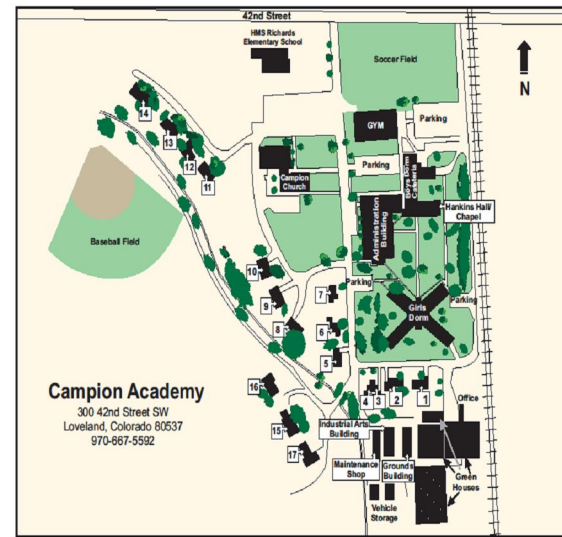 42nd Street
HMS Richards
Elementary School
Soccer Field
N
GYM
Parking
14
13
12
11
Campion
Church
Parking
Boys Dorm
Cafeteria
Hankins Hall/
Chapel
Administration
Building
Baseball Field
10
9
8
7
6
5
Parking
Girls
Dorm
Parking
Campion Academy
300 42nd Street SW
Loveland, Colorado 80537
970-667-5592
16
15
17
4
3
2
1
Office
Industrial Arts
Building
Maintenance
Shop
Grounds
Building
Green
Houses
Vehicle
Storage